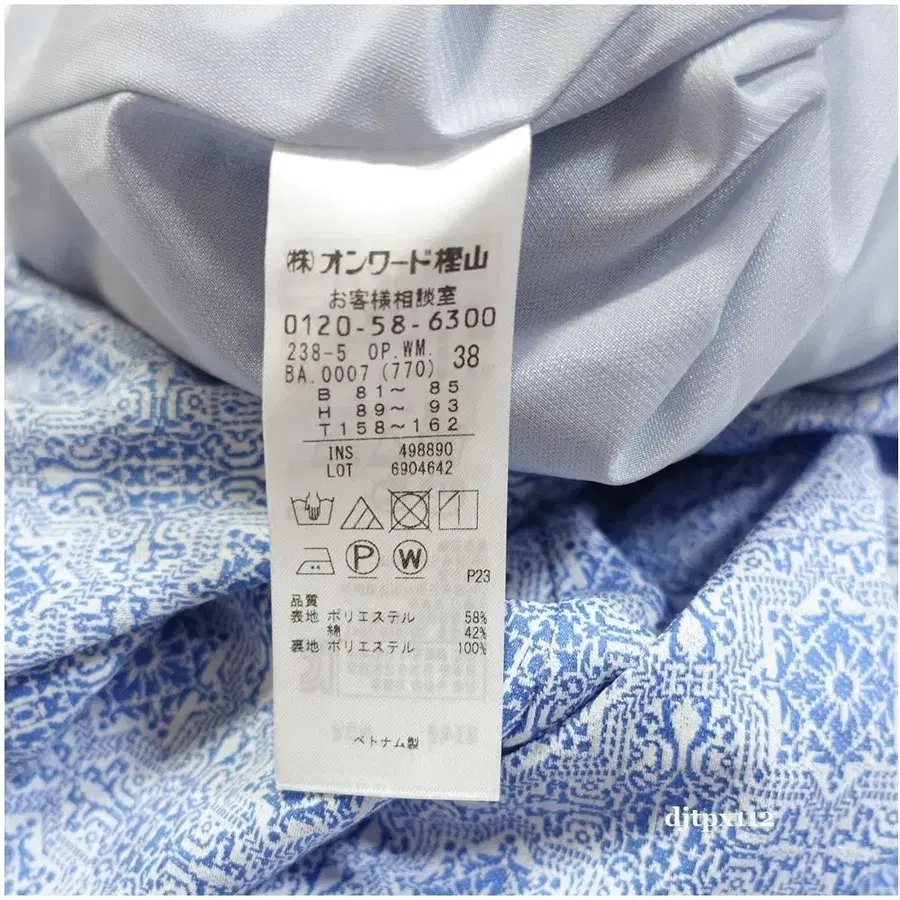 (株)オンワード樫山
お客様相談室
0120-58-6300
238-5 OP.WM. 38
BA.0007 (770)
B 81〜 85
H 89〜 93
T158〜162
INS 498890
LOT 6904642
P W
P23
品質
表地 ポリエステル 58%
綿 42%
裏地 ポリエステル 100%
ベトナム製
djtpx112